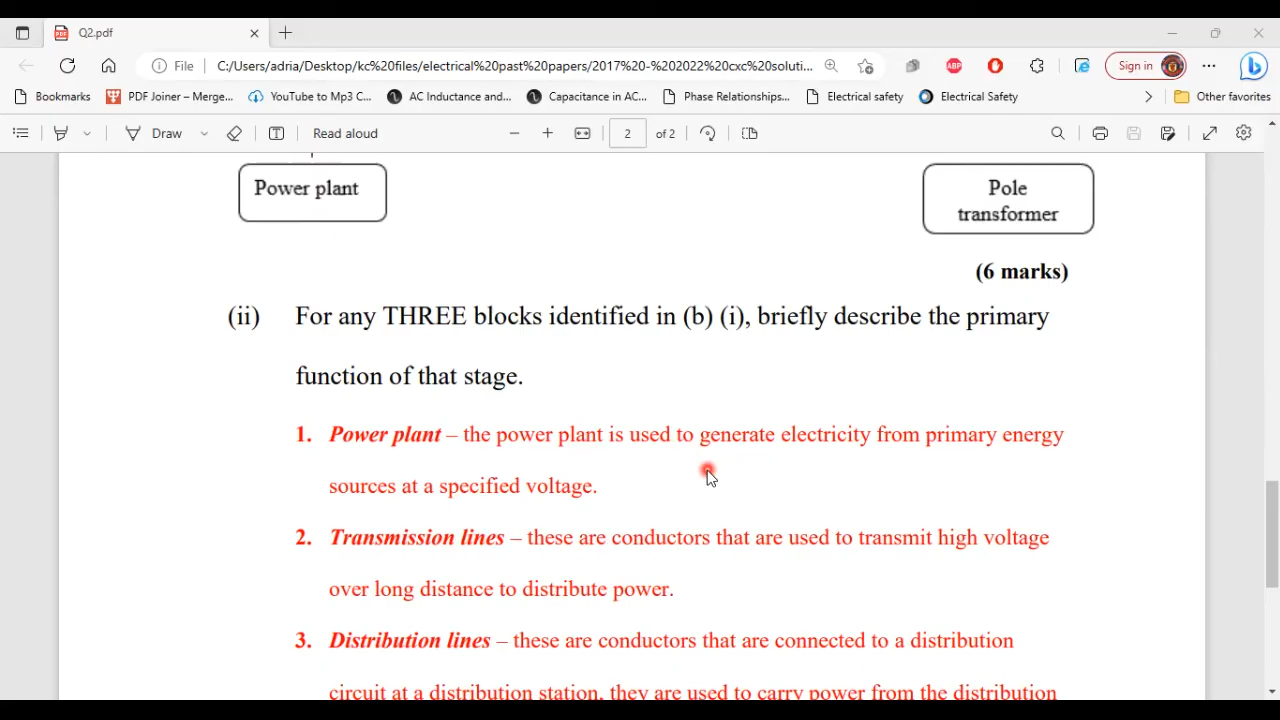 Q2.pdf
File C:/Users/adria/Desktop/kc%20files/electrical%20past%20papers/2017%20-%202022%20cxc%20soluti... ABP Sign in
Bookmarks PDF Joiner – Merge... YouTube to Mp3 C... AC Inductance and... Capacitance in AC... Phase Relationships... Electrical safety Electrical Safety Other favorites
Draw Read aloud 2 of 2
Power plant
Pole
transformer
(6 marks)
(ii) For any THREE blocks identified in (b) (i), briefly describe the primary
function of that stage.
1. Power plant – the power plant is used to generate electricity from primary energy
sources at a specified voltage.
2. Transmission lines – these are conductors that are used to transmit high voltage
over long distance to distribute power.
3. Distribution lines – these are conductors that are connected to a distribution
circuit at a distribution station, they are used to carry power from the distribution